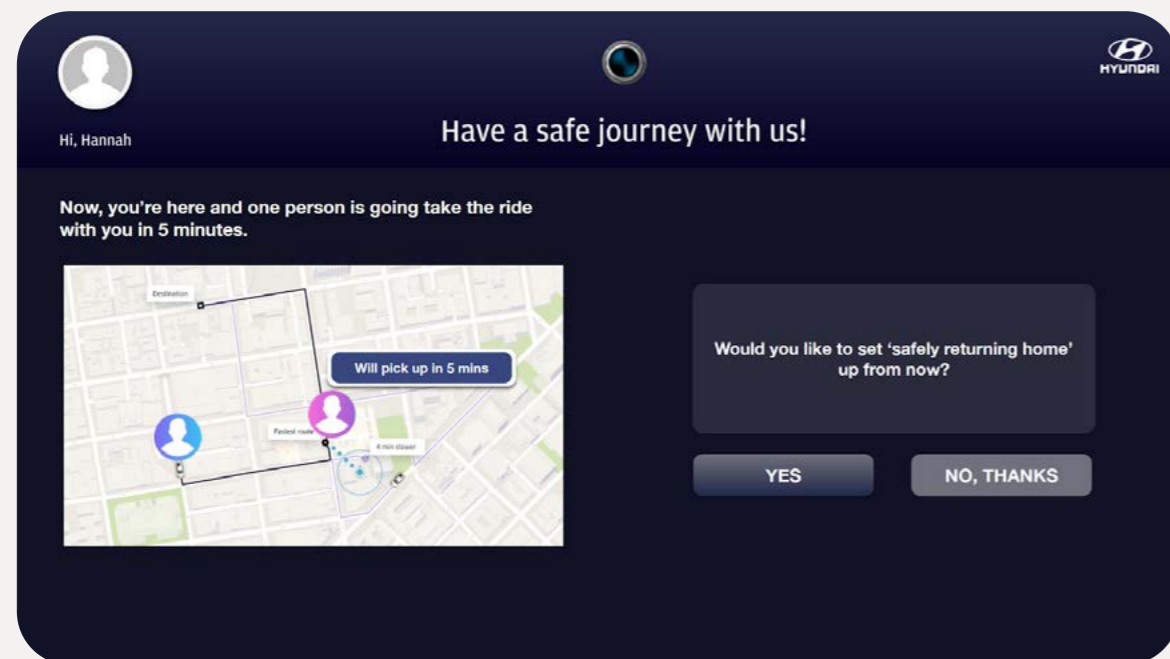 HYUNDAI
Hi, Hannah
Have a safe journey with us!
Now, you're here and one person is going take the ride
with you in 5 minutes.
Destination
Will pick up in 5 mins
Fastest route
4 min slower
Would you like to set ‘safely returning home’
up from now?
YES
NO, THANKS